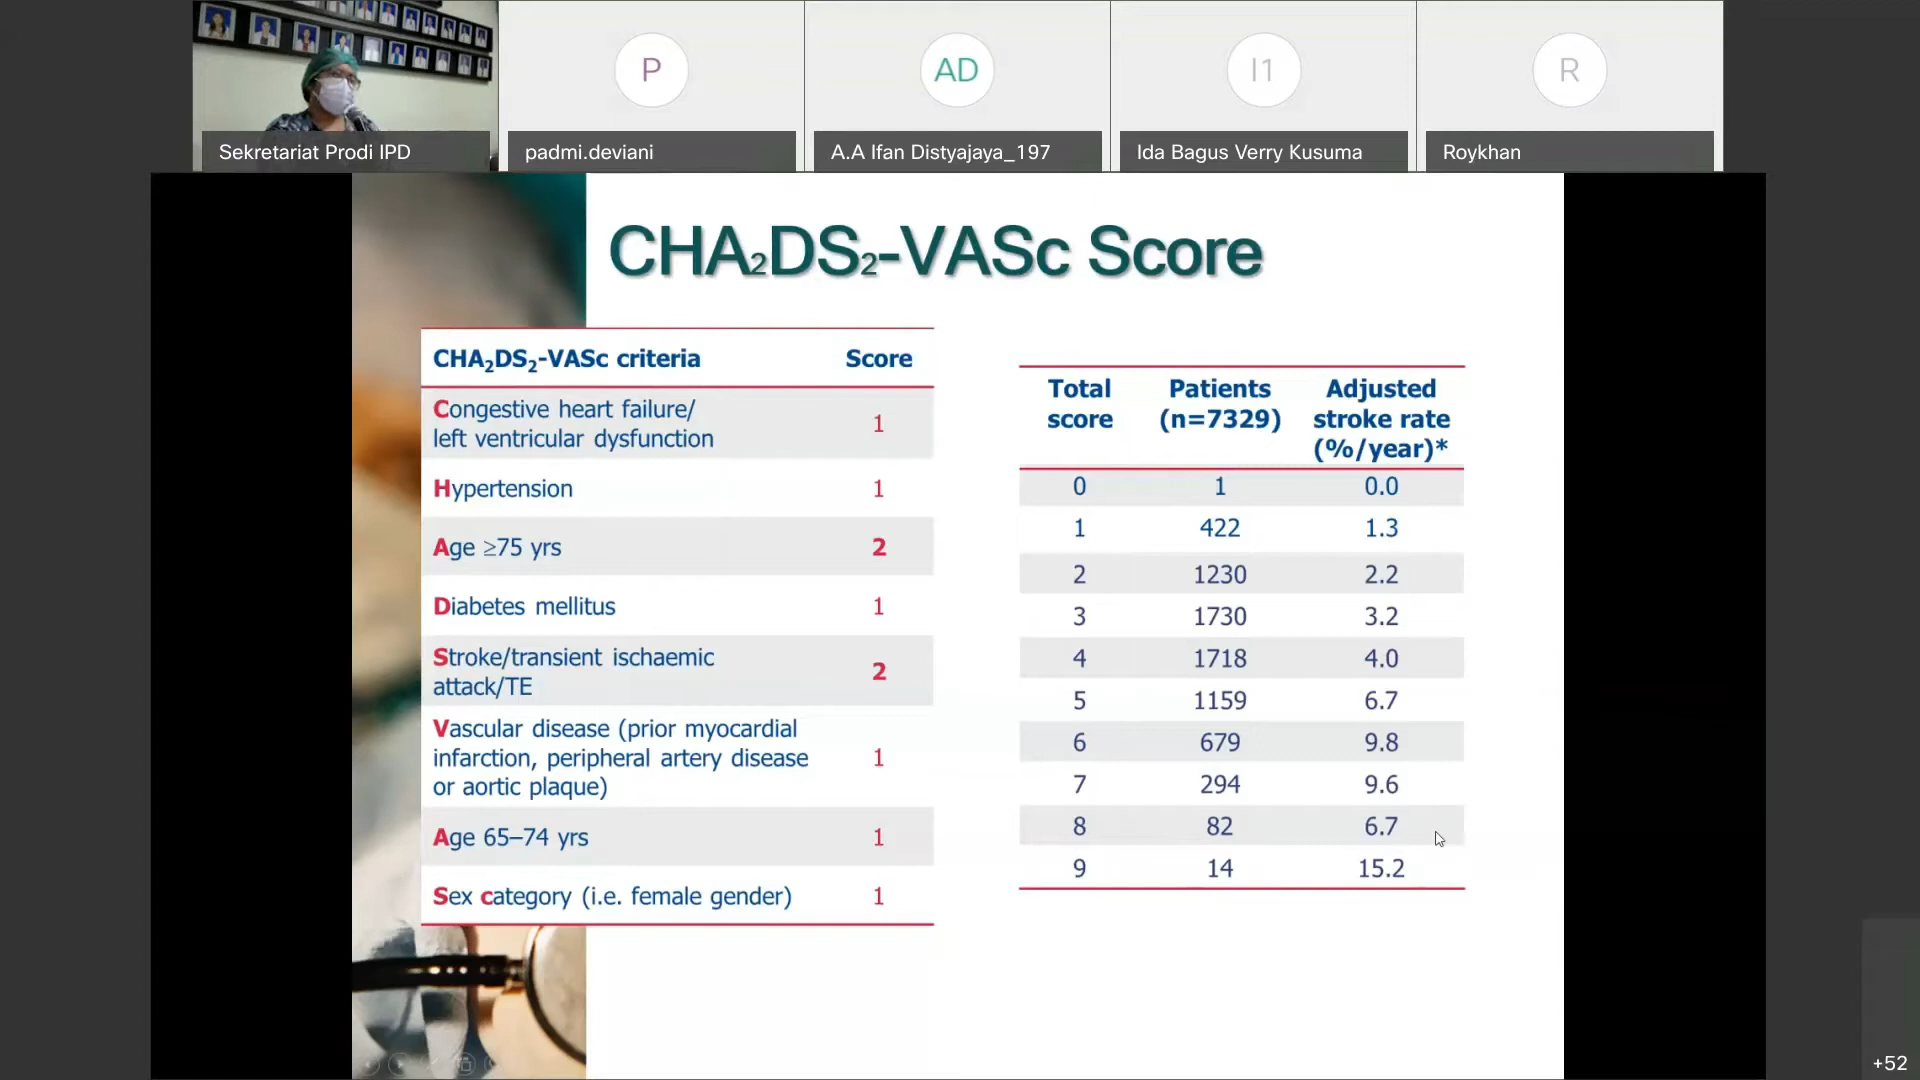 P
AD
I1
R
Sekretariat Prodi IPD
padmi.deviani
A.A Ifan Distyajaya_197
Ida Bagus Verry Kusuma
Roykhan
CHA₂DS₂-VASc Score
CHA₂DS₂-VASc criteria Score
Congestive heart failure/
left ventricular dysfunction 1
Hypertension 1
Age ≥75 yrs 2
Diabetes mellitus 1
Stroke/transient ischaemic
attack/TE 2
Vascular disease (prior myocardial
infarction, peripheral artery disease 1
or aortic plaque)
Age 65–74 yrs 1
Sex category (i.e. female gender) 1
Total Patients Adjusted
score (n=7329) stroke rate
(%/year)*
0 1 0.0
1 422 1.3
2 1230 2.2
3 1730 3.2
4 1718 4.0
5 1159 6.7
6 679 9.8
7 294 9.6
8 82 6.7
9 14 15.2
+52